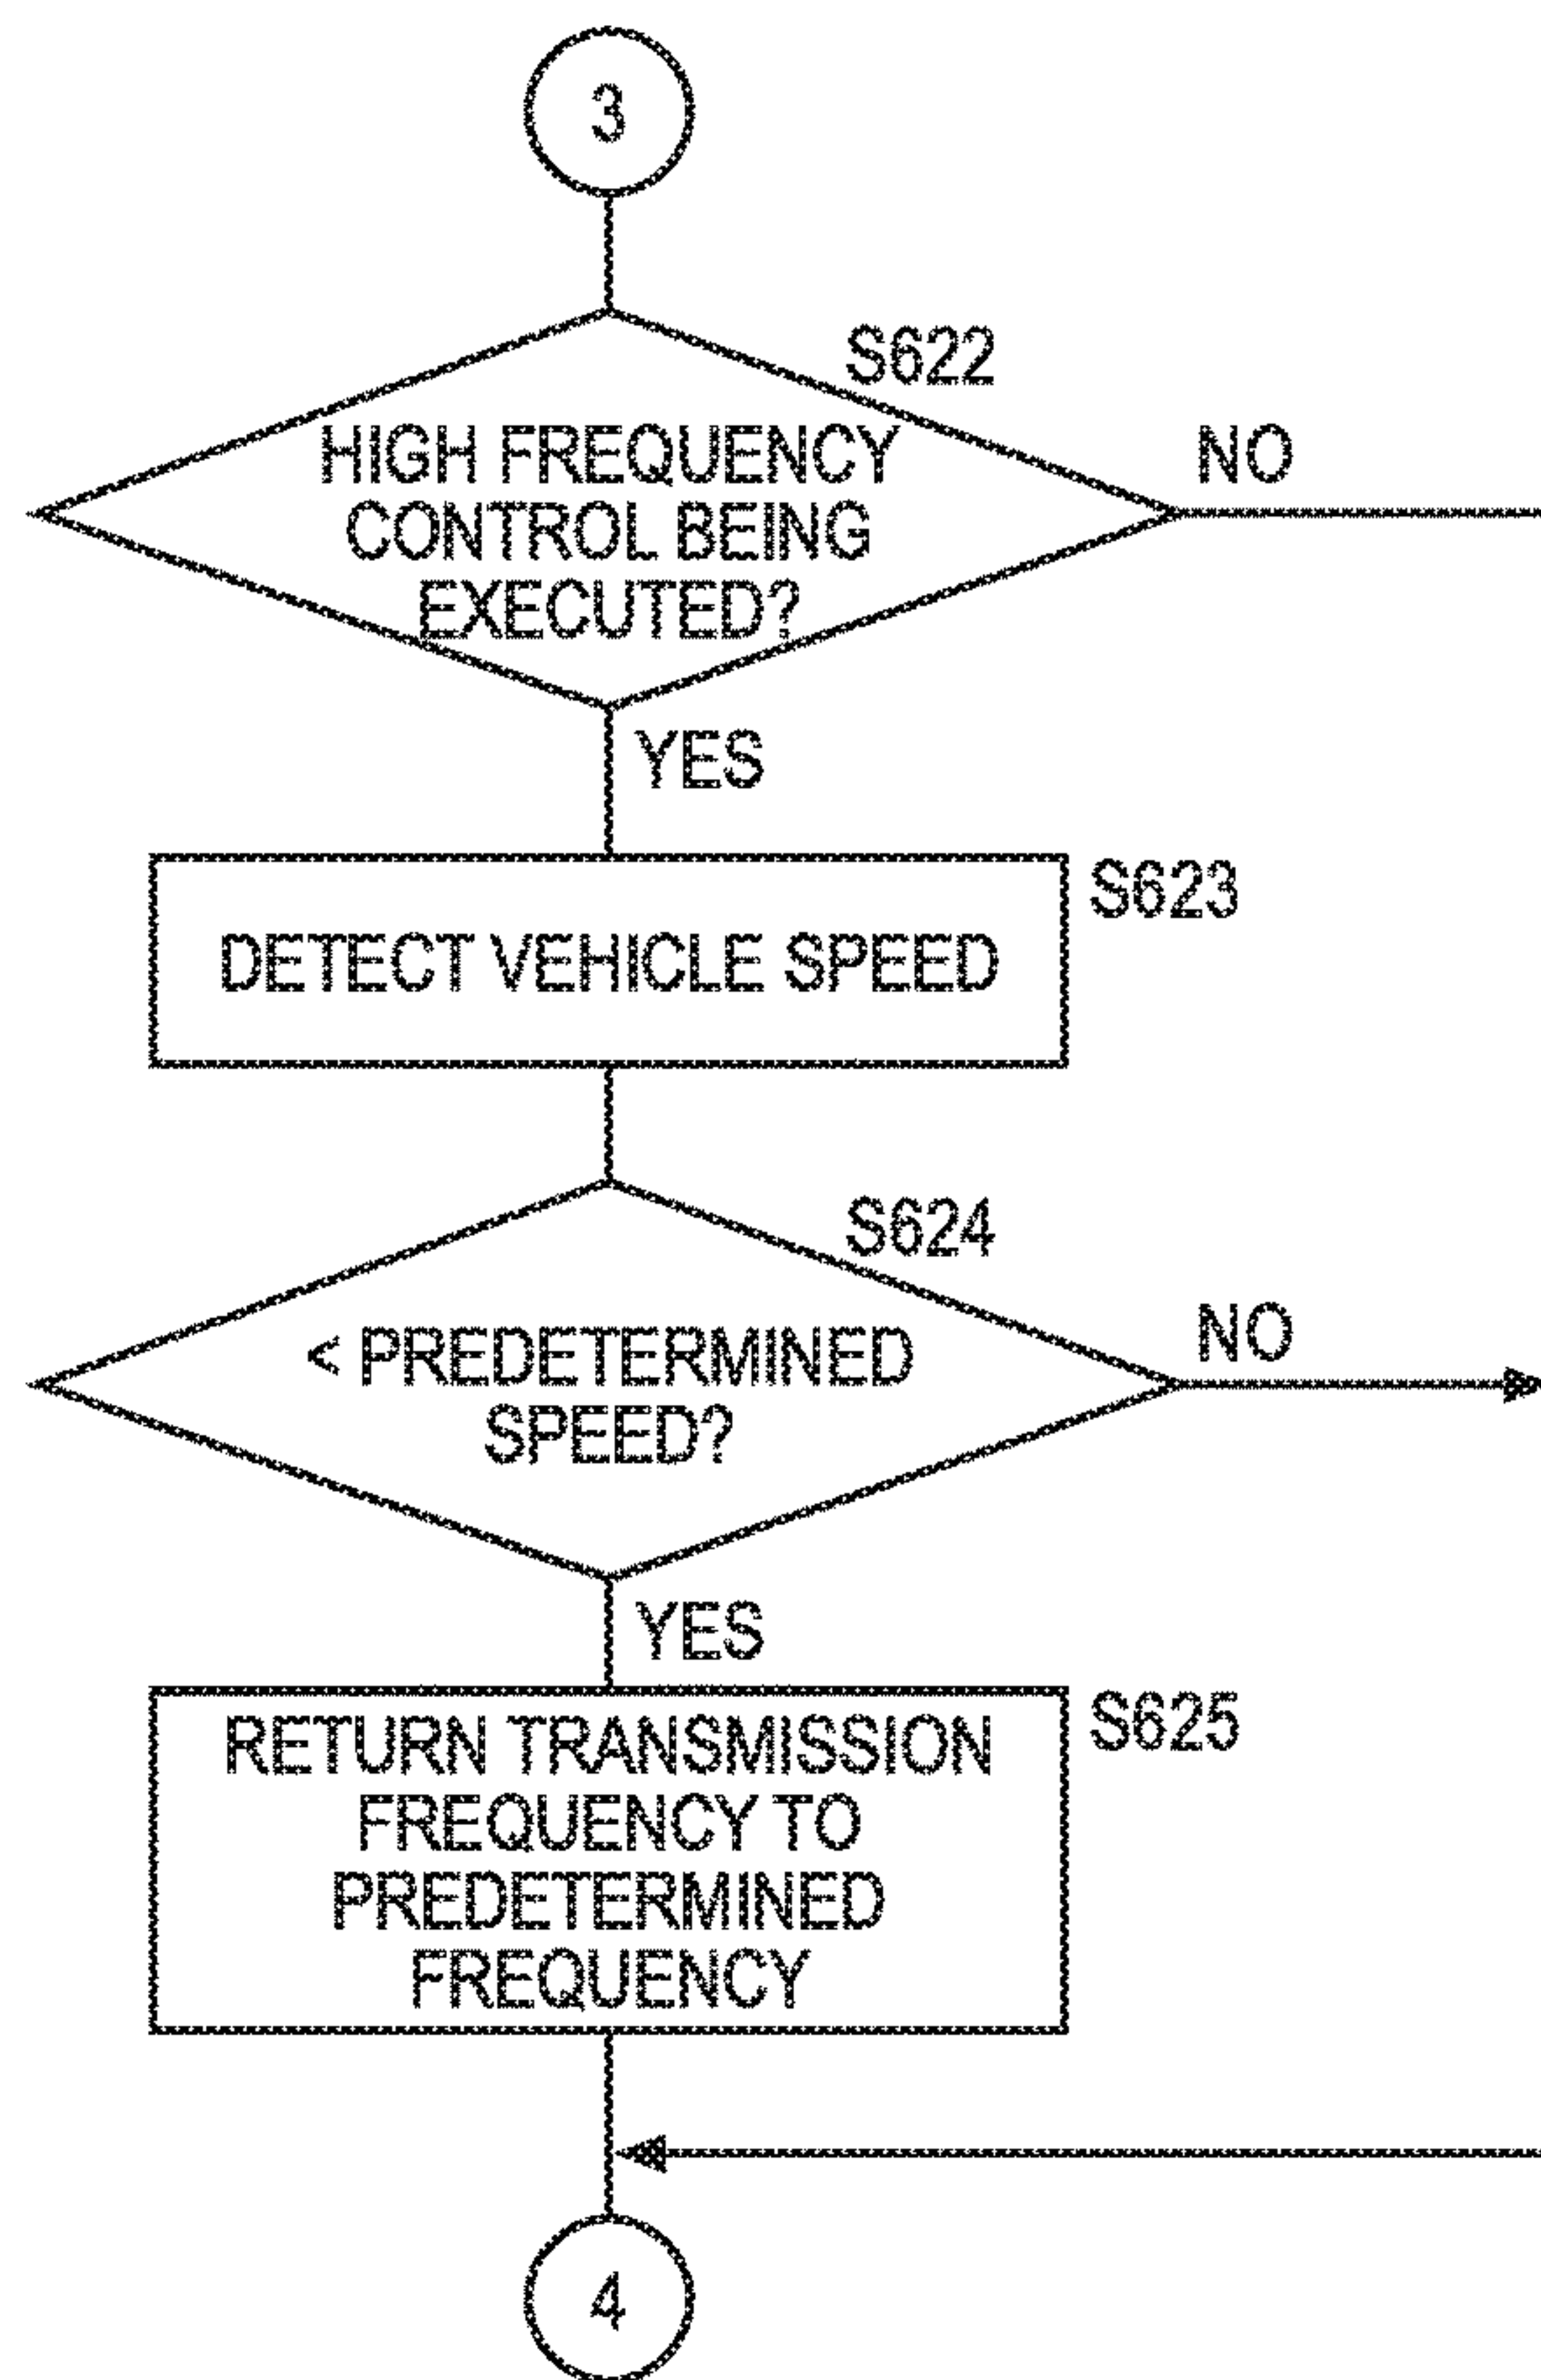 3
S622
HIGH FREQUENCY
CONTROL BEING
EXECUTED?
NO
YES
S623
DETECT VEHICLE SPEED
S624
< PREDETERMINED
SPEED?
NO
YES
S625
RETURN TRANSMISSION
FREQUENCY TO
PREDETERMINED
FREQUENCY
4